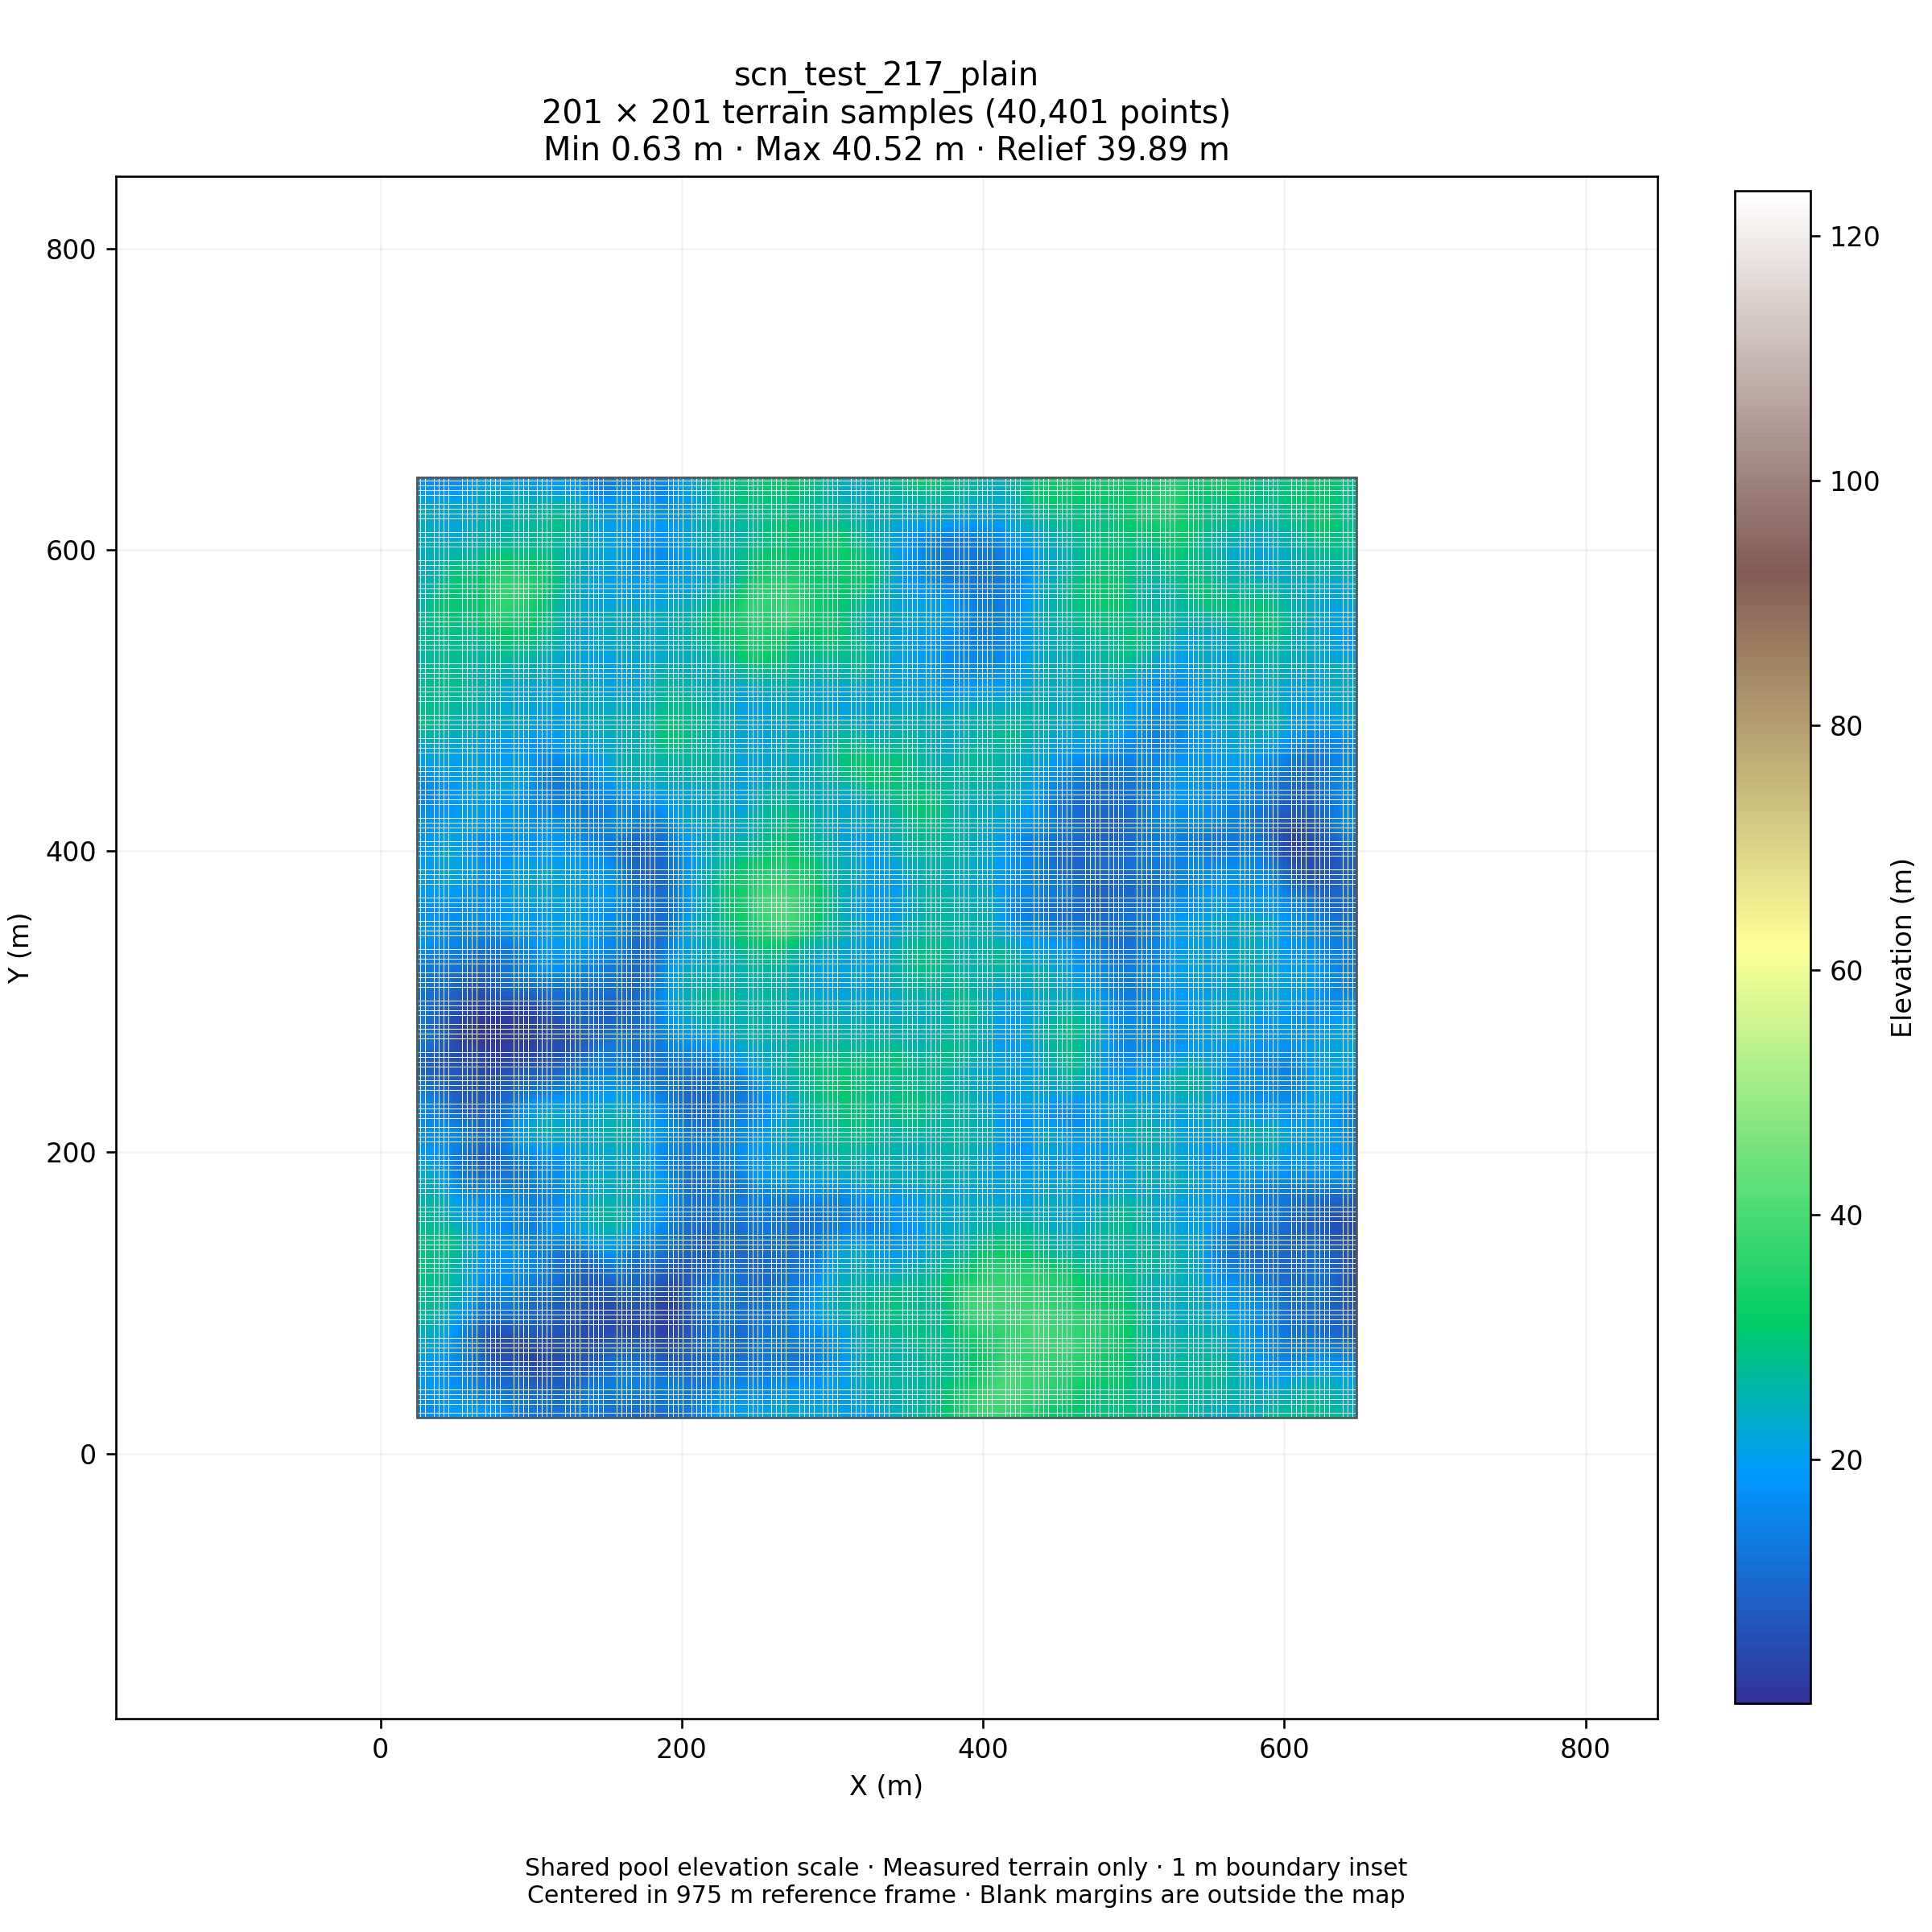 scn_test_217_plain
201 × 201 terrain samples (40,401 points)
Min 0.63 m · Max 40.52 m · Relief 39.89 m
800
600
400
200
0
Y (m)
0
200
400
600
800
X (m)
120
100
80
60
40
20
Elevation (m)
Shared pool elevation scale · Measured terrain only · 1 m boundary inset
Centered in 975 m reference frame · Blank margins are outside the map